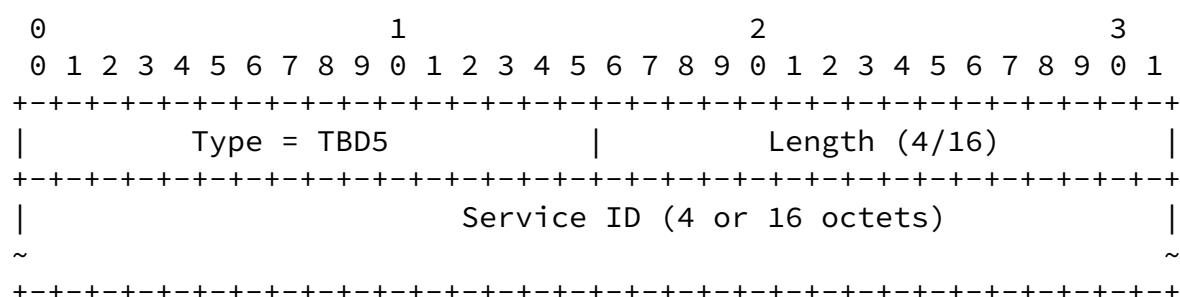 0                   1                   2                   3
 0 1 2 3 4 5 6 7 8 9 0 1 2 3 4 5 6 7 8 9 0 1 2 3 4 5 6 7 8 9 0 1
+-+-+-+-+-+-+-+-+-+-+-+-+-+-+-+-+-+-+-+-+-+-+-+-+-+-+-+-+-+-+-+-+
|         Type = TBD5           |         Length (4/16)         |
+-+-+-+-+-+-+-+-+-+-+-+-+-+-+-+-+-+-+-+-+-+-+-+-+-+-+-+-+-+-+-+-+
|                        Service ID (4 or 16 octets)            |
~                                                               ~
+-+-+-+-+-+-+-+-+-+-+-+-+-+-+-+-+-+-+-+-+-+-+-+-+-+-+-+-+-+-+-+-+